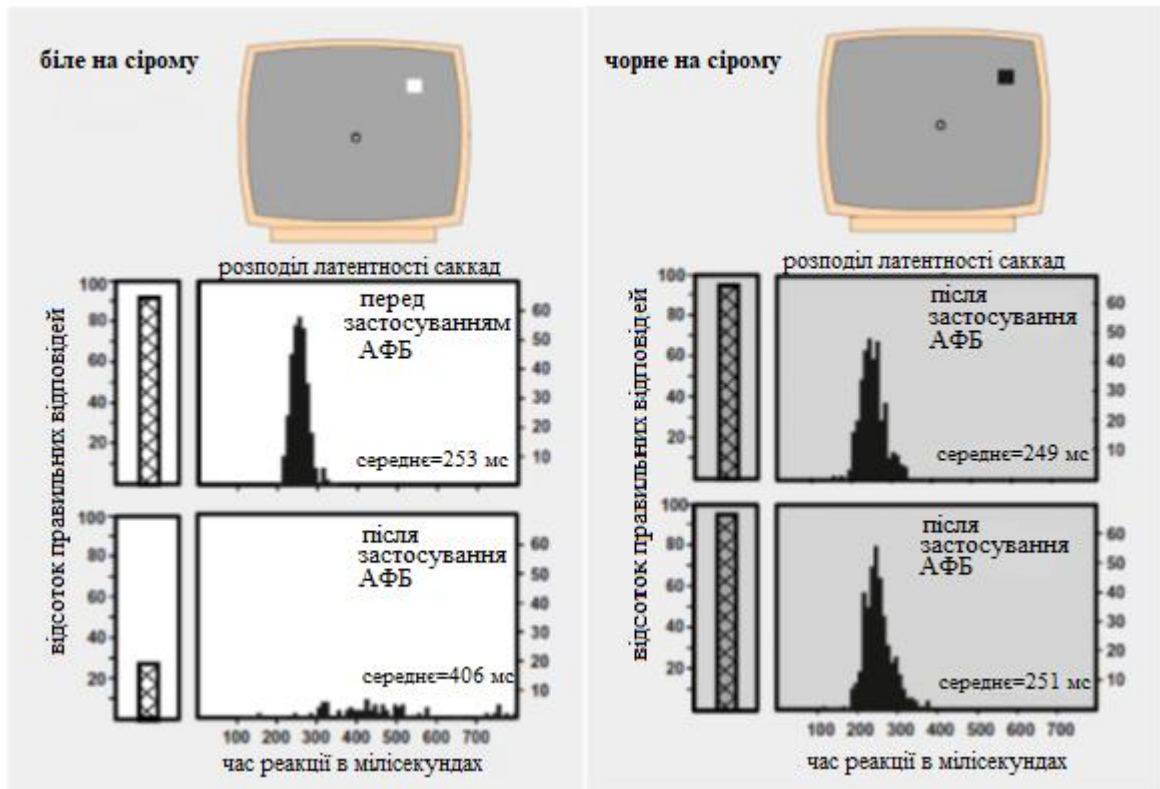 біле на сірому
розподіл латентності саккад
відсоток правильних відповідей
100
80
60
40
20
перед
застосуванням
АФБ
середнє=253 мс
60
50
40
30
20
10
100
80
60
40
20
після
застосування
АФБ
середнє=406 мс
60
50
40
30
20
10
100 200 300 400 500 600 700
час реакції в мілісекундах
чорне на сірому
розподіл латентності саккад
відсоток правильних відповідей
100
80
60
40
20
після
застосування
АФБ
середнє=249 мс
60
50
40
30
20
10
100
80
60
40
20
після
застосування
АФБ
середнє=251 мс
60
50
40
30
20
10
100 200 300 400 500 600 700
час реакції в мілісекундах